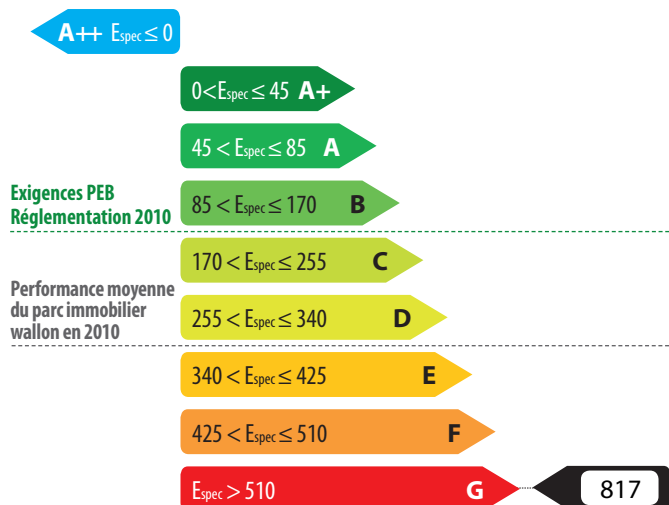 A++ Espec ≤ 0
0<Espec ≤ 45 A+
45 < Espec ≤ 85 A
Exigences PEB
Réglementation 2010
85 < Espec ≤ 170 B
170 < Espec ≤ 255 C
Performance moyenne
du parc immobilier
wallon en 2010
255 < Espec ≤ 340 D
340 < Espec ≤ 425 E
425 < Espec ≤ 510 F
Espec > 510 G 817